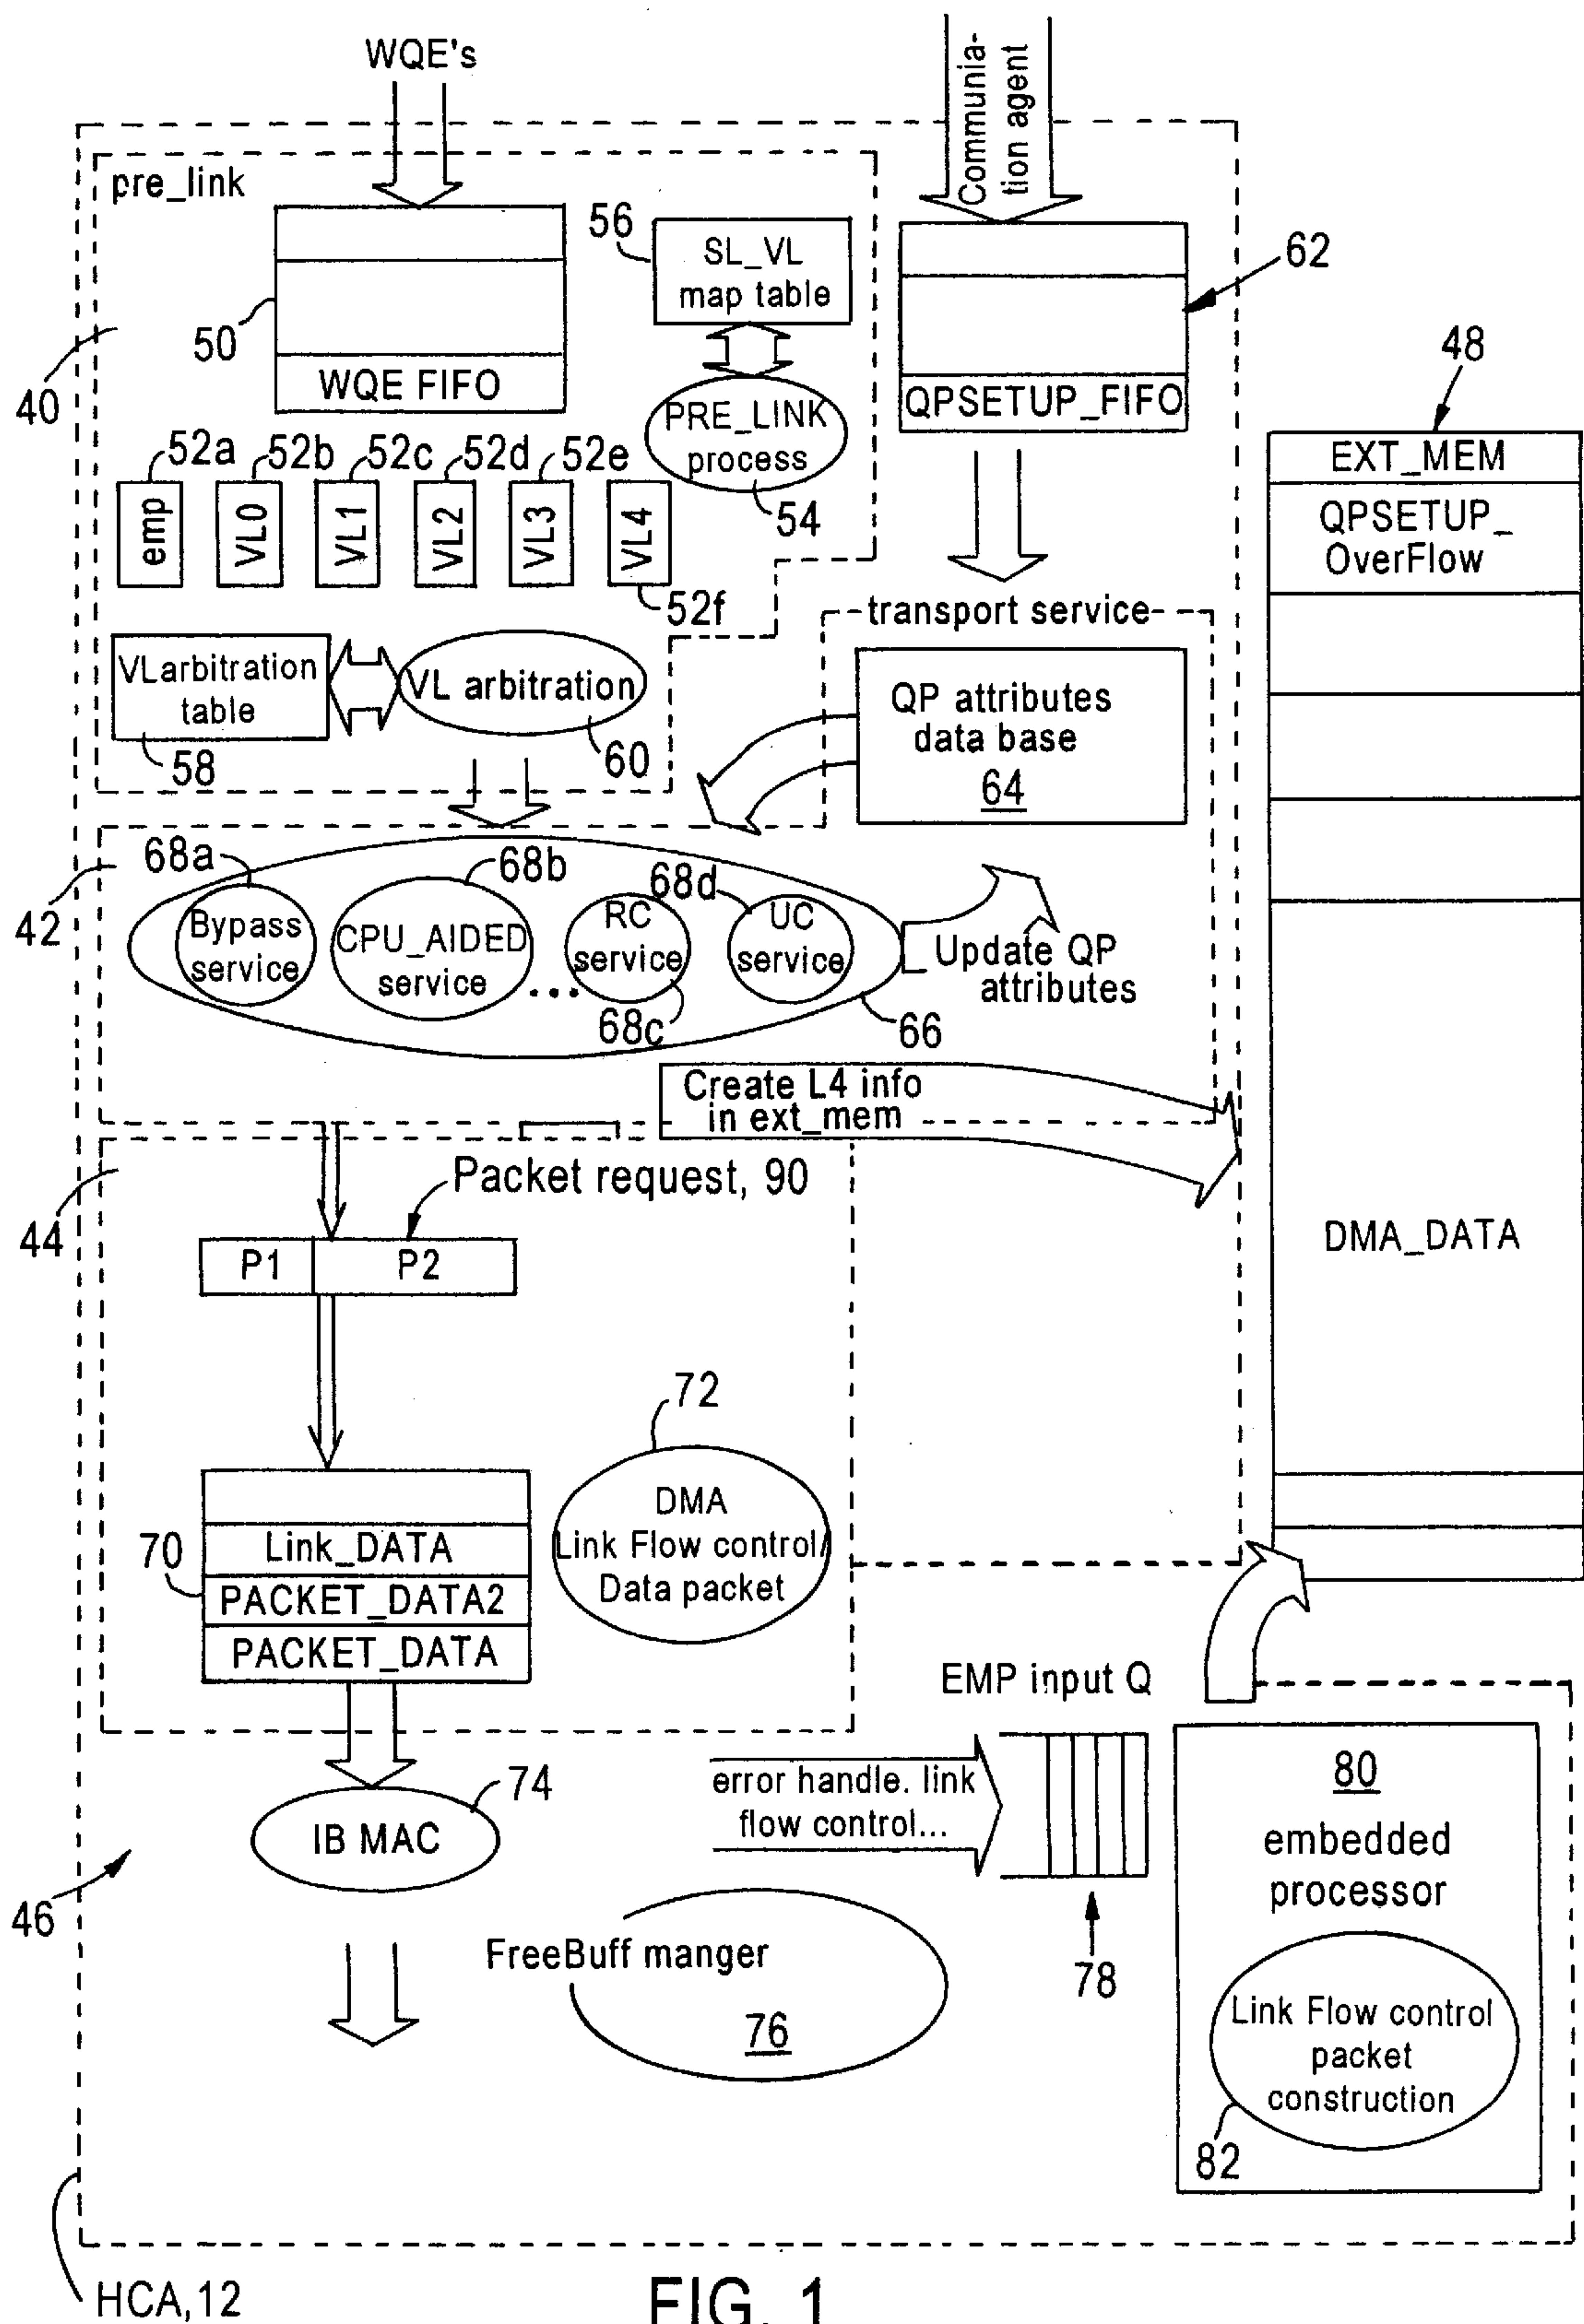 WQE's
Communia-
tion agent
pre_link
56
SL_VL
map table
62
50
40
WQE FIFO
PRE_LINK
process
54
QPSETUP_FIFO
48
EXT_MEM
QPSETUP_
OverFlow
52a
52b
52c
52d
52e
emp
VL0
VL1
VL2
VL3
VL4
52f
transport service
VLarbitration
table
58
VL arbitration
60
QP attributes
data base
64
42
68a
68b
68d
Bypass
service
CPU_AIDED
service
...
RC
service
68c
UC
service
66
Update QP
attributes
Create L4 info
in ext_mem
44
Packet request, 90
P1
P2
DMA_DATA
72
DMA
Link Flow control/
Data packet
70
Link_DATA
PACKET_DATA2
PACKET_DATA
EMP input Q
74
IB MAC
error handle. link
flow control...
78
80
embedded
processor
46
FreeBuff manger
76
Link Flow control
packet
construction
82
HCA,12
FIG. 1